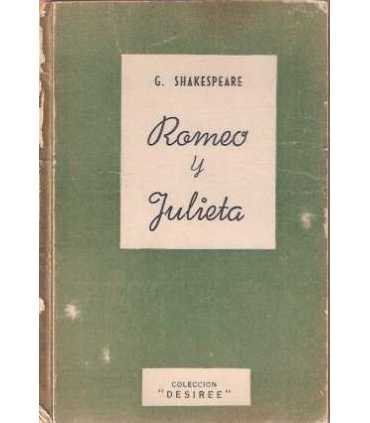 G. SHAKESPEARE
Romeo
y
Julieta
COLECCION
"DESIREE"